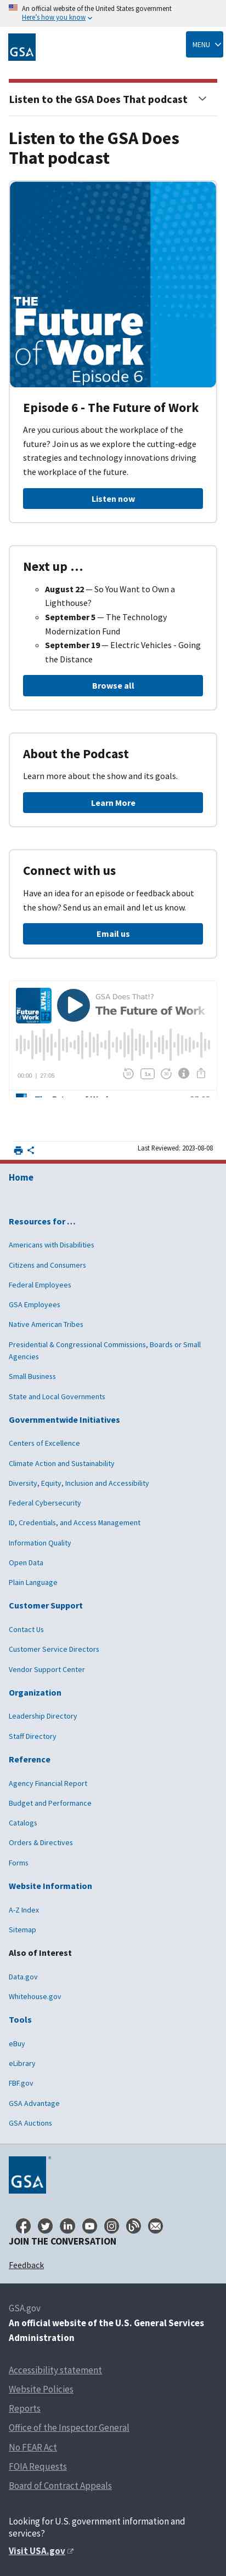 An official website of the United States government
Here's how you know
GSA
MENU
Listen to the GSA Does That podcast
Listen to the GSA Does
That podcast
THE
Future
of Work
Episode 6
Episode 6 - The Future of Work
Are you curious about the workplace of the
future? Join us as we explore the cutting-edge
strategies and technology innovations driving
the workplace of the future.
Listen now
Next up …
August 22 — So You Want to Own a
Lighthouse?
September 5 — The Technology
Modernization Fund
September 19 — Electric Vehicles - Going
the Distance
Browse all
About the Podcast
Learn more about the show and its goals.
Learn More
Connect with us
Have an idea for an episode or feedback about
the show? Send us an email and let us know.
Email us
GSA Does That!?
The Future of Work
00:00 | 27:05
1x
Last Reviewed: 2023-08-08
Home
Resources for …
Americans with Disabilities
Citizens and Consumers
Federal Employees
GSA Employees
Native American Tribes
Presidential & Congressional Commissions, Boards or Small
Agencies
Small Business
State and Local Governments
Governmentwide Initiatives
Centers of Excellence
Climate Action and Sustainability
Diversity, Equity, Inclusion and Accessibility
Federal Cybersecurity
ID, Credentials, and Access Management
Information Quality
Open Data
Plain Language
Customer Support
Contact Us
Customer Service Directors
Vendor Support Center
Organization
Leadership Directory
Staff Directory
Reference
Agency Financial Report
Budget and Performance
Catalogs
Orders & Directives
Forms
Website Information
A-Z Index
Sitemap
Also of Interest
Data.gov
Whitehouse.gov
Tools
eBuy
eLibrary
FBF.gov
GSA Advantage
GSA Auctions
GSA
JOIN THE CONVERSATION
Feedback
GSA.gov
An official website of the U.S. General Services
Administration
Accessibility statement
Website Policies
Reports
Office of the Inspector General
No FEAR Act
FOIA Requests
Board of Contract Appeals
Looking for U.S. government information and
services?
Visit USA.gov